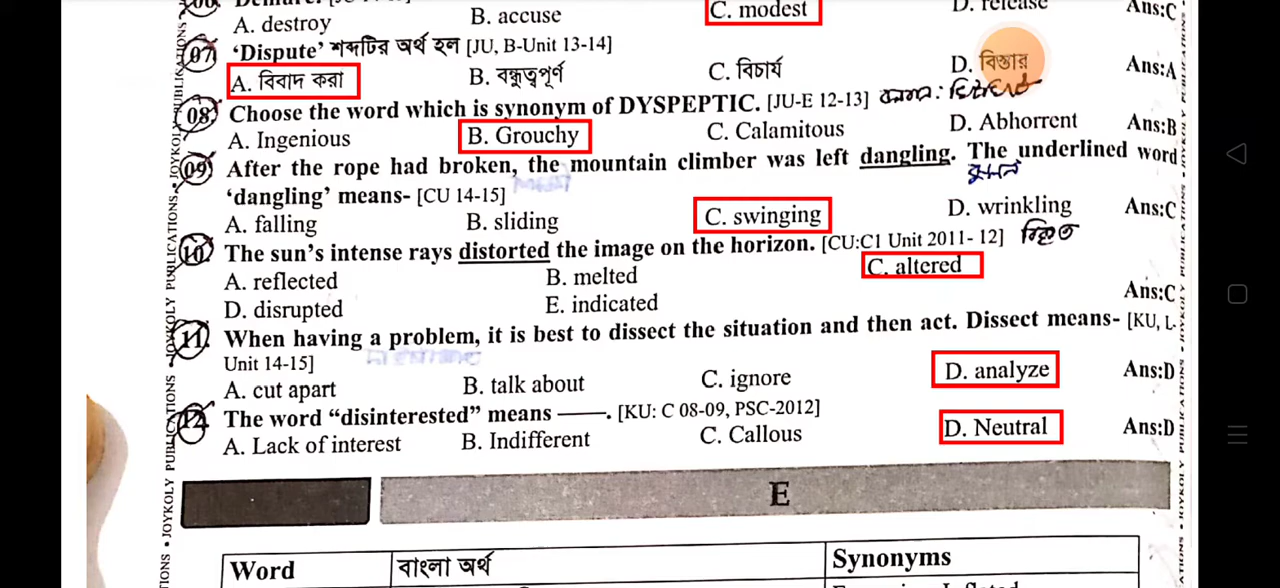 A. destroy B. accuse C. modest D. release Ans:C
07 'Dispute' শব্দটির অর্থ হল [JU, B-Unit 13-14]
A. বিবাদ করা B. বন্ধুত্বপূর্ণ C. বিচার্য D. বিস্তার Ans:A
08 Choose the word which is synonym of DYSPEPTIC. [JU-E 12-13]
A. Ingenious B. Grouchy C. Calamitous D. Abhorrent Ans:B
09 After the rope had broken, the mountain climber was left dangling. The underlined word
'dangling' means- [CU 14-15]
A. falling B. sliding C. swinging D. wrinkling Ans:C
10 The sun's intense rays distorted the image on the horizon. [CU:C1 Unit 2011- 12]
A. reflected B. melted C. altered
D. disrupted E. indicated Ans:C
11. When having a problem, it is best to dissect the situation and then act. Dissect means- [KU, L-
Unit 14-15]
A. cut apart B. talk about C. ignore D. analyze Ans:D
12 The word “disinterested” means ——. [KU: C 08-09, PSC-2012]
A. Lack of interest B. Indifferent C. Callous D. Neutral Ans:D
E
Word বাংলা অর্থ Synonyms
JOYKOLY PUBLICATIONS • JOYKOLY PUBLICATIONS • JOYKOLY PUBLICATIONS